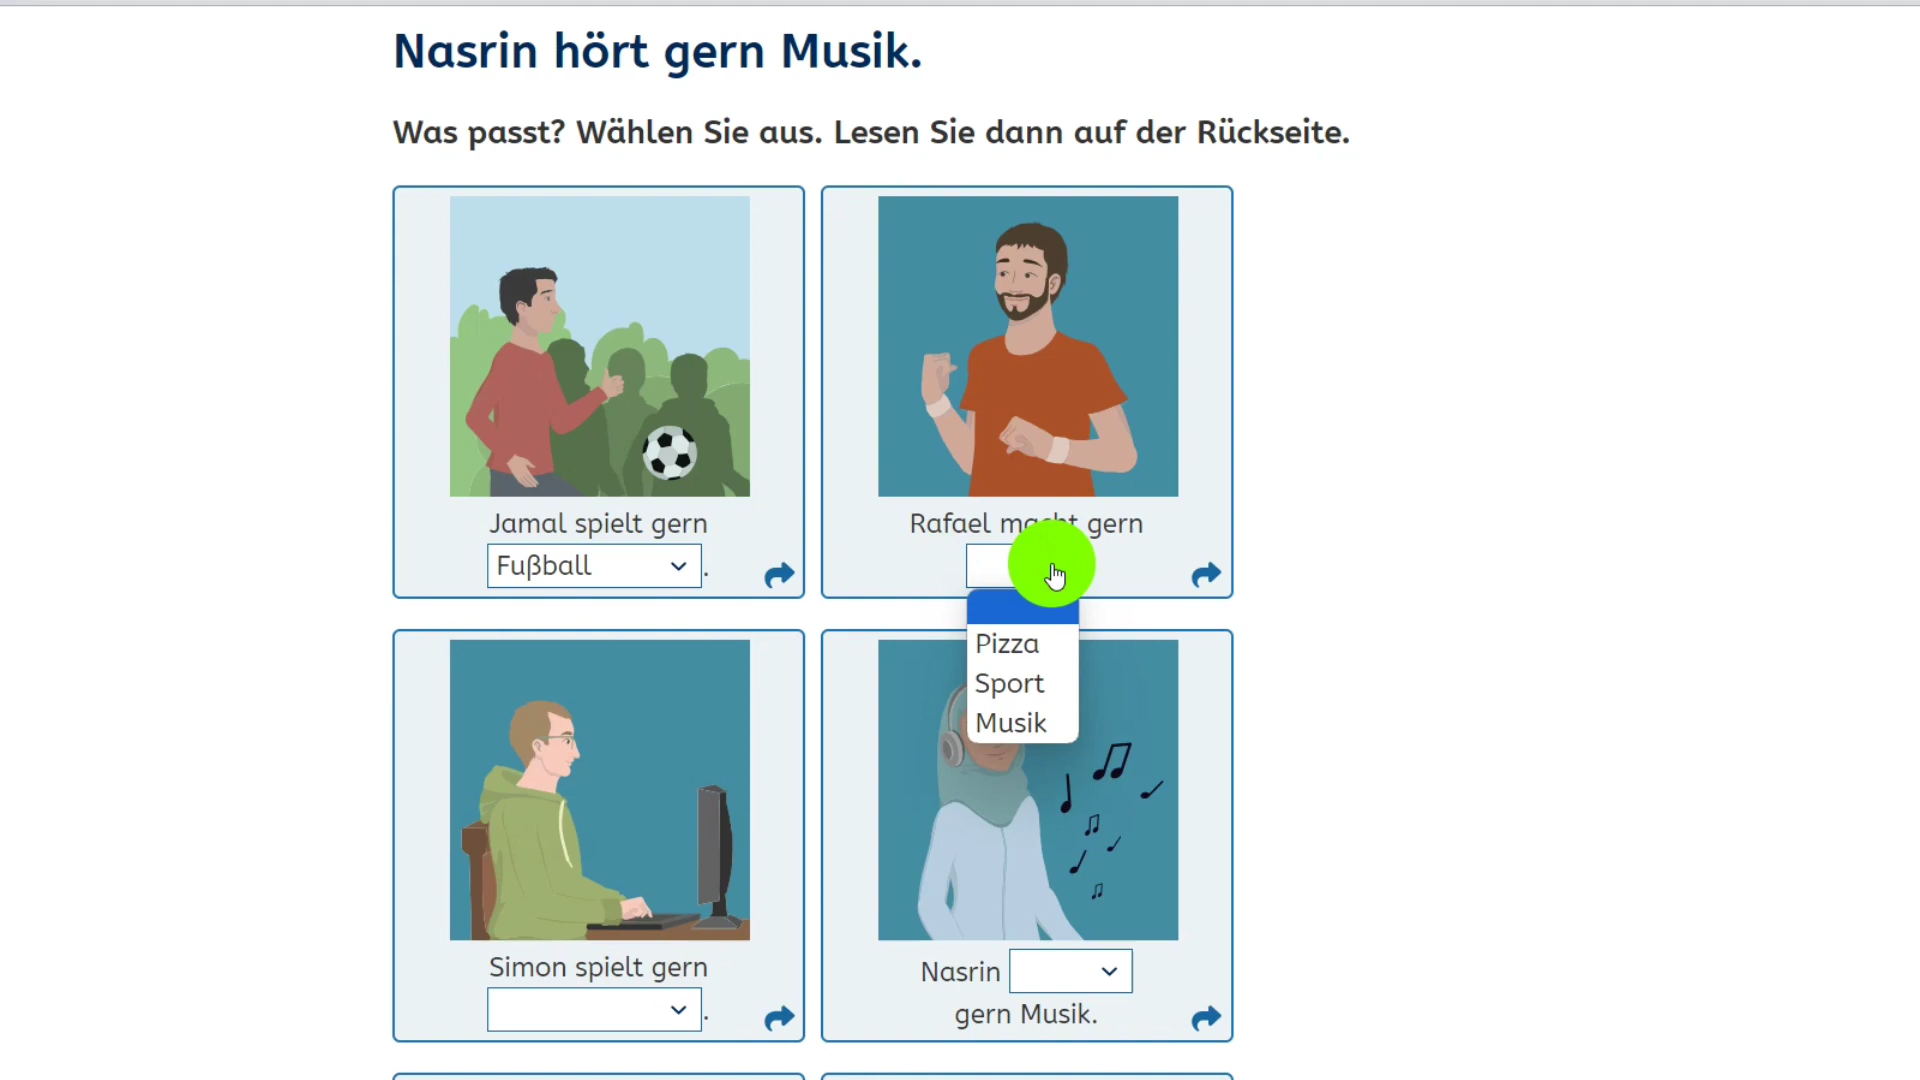 Nasrin hört gern Musik.
Was passt? Wählen Sie aus. Lesen Sie dann auf der Rückseite.
Jamal spielt gern
Fußball .
Rafael macht gern
Pizza
Sport
Musik
Simon spielt gern
.
Nasrin
gern Musik.